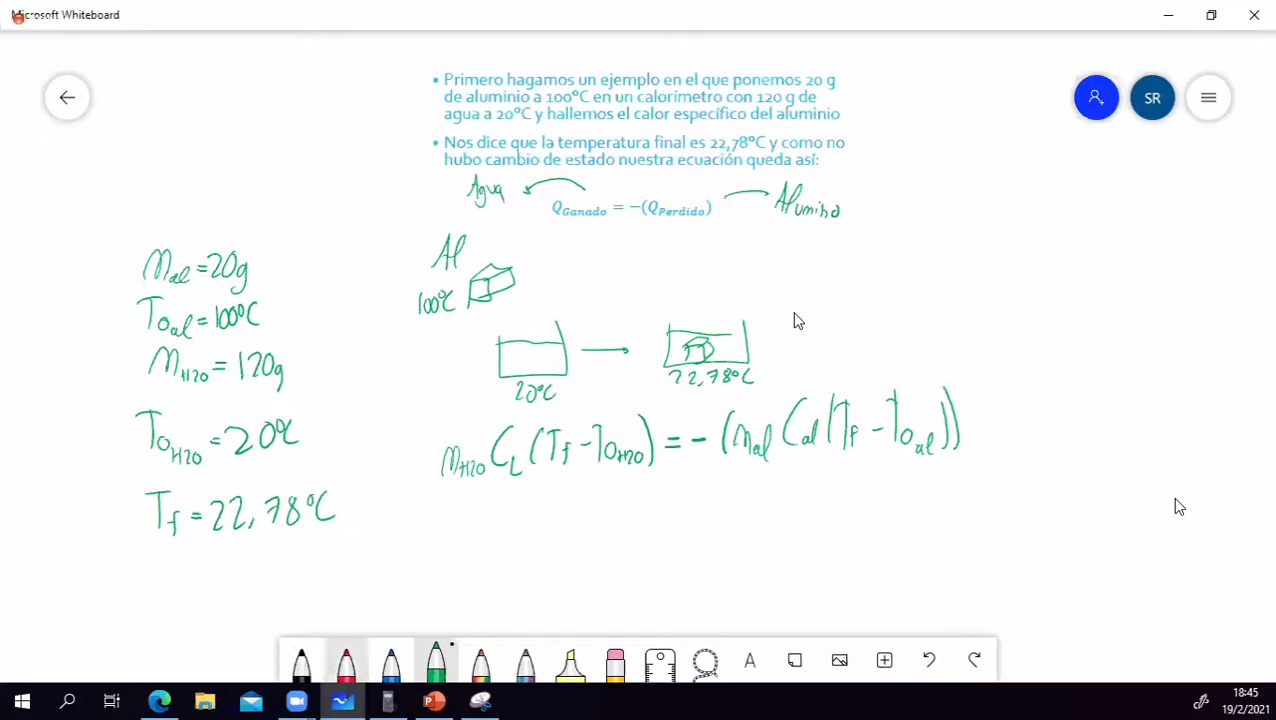 Microsoft Whiteboard
SR
• Primero hagamos un ejemplo en el que ponemos 20 g
de aluminio a 100°C en un calorímetro con 120 g de
agua a 20°C y hallemos el calor específico del aluminio
• Nos dice que la temperatura final es 22,78°C y como no
hubo cambio de estado nuestra ecuación queda así:
Agua
Q_Ganado = −(Q_Perdido)
Aluminio
m_al = 20g
T_oal = 100°C
m_H2O = 120g
T_oH2O = 20°C
T_f = 22,78°C
Al
100°C
20°C
22,78°C
m_H2O C_L (T_f − T_oH2O) = − (m_al C_al (T_f − T_oal))
A
18:45
19/2/2021